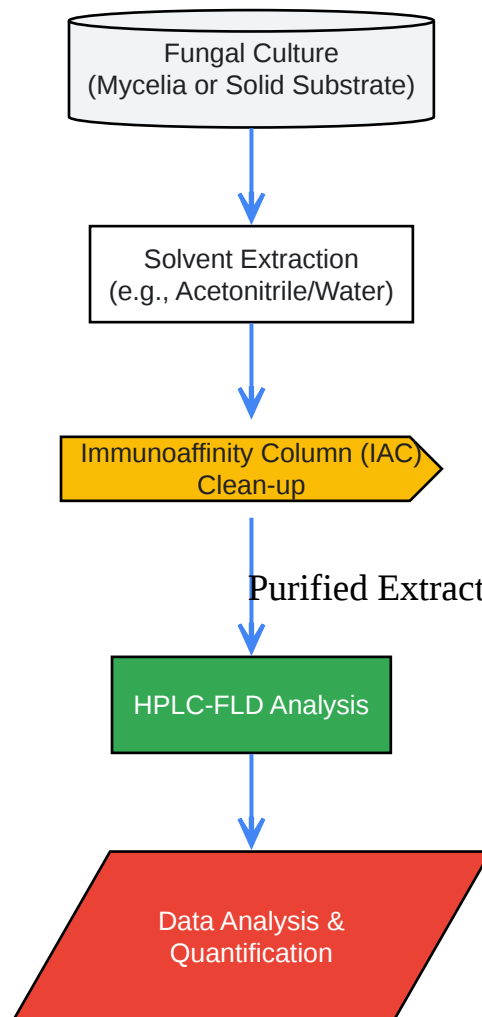 Fungal Culture
(Mycelia or Solid Substrate)
Solvent Extraction
(e.g., Acetonitrile/Water)
Immunoaffinity Column (IAC)
Clean-up
Purified Extract
HPLC-FLD Analysis
Data Analysis &
Quantification